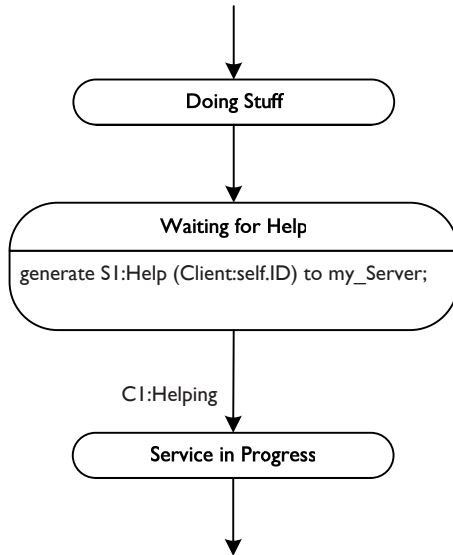 Doing Stuff
Waiting for Help
generate S1:Help (Client:self.ID) to my_Server;
C1:Helping
Service in Progress